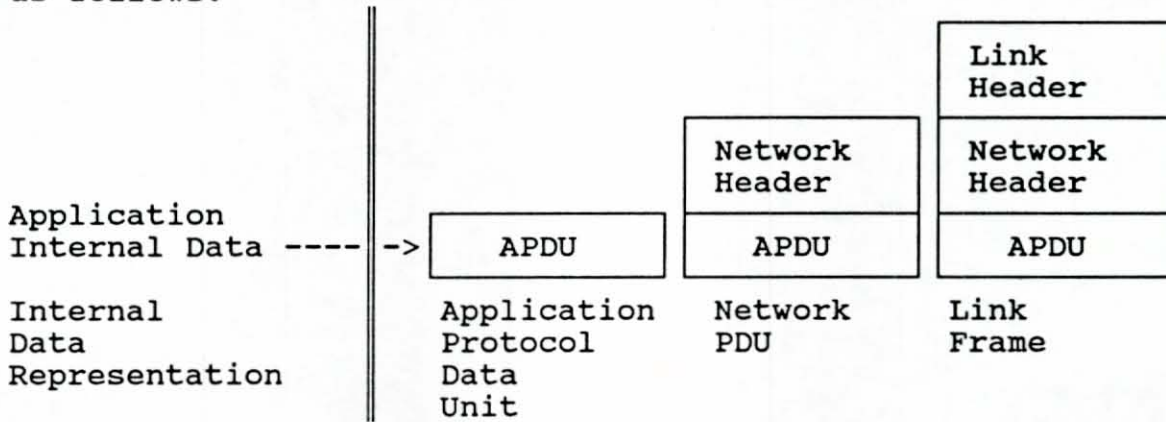 as follows:
Link
Header
Network
Header
Network
Header
Application
Internal Data ---- -> APDU APDU APDU
Internal
Data
Representation
Application
Protocol
Data
Unit
Network
PDU
Link
Frame